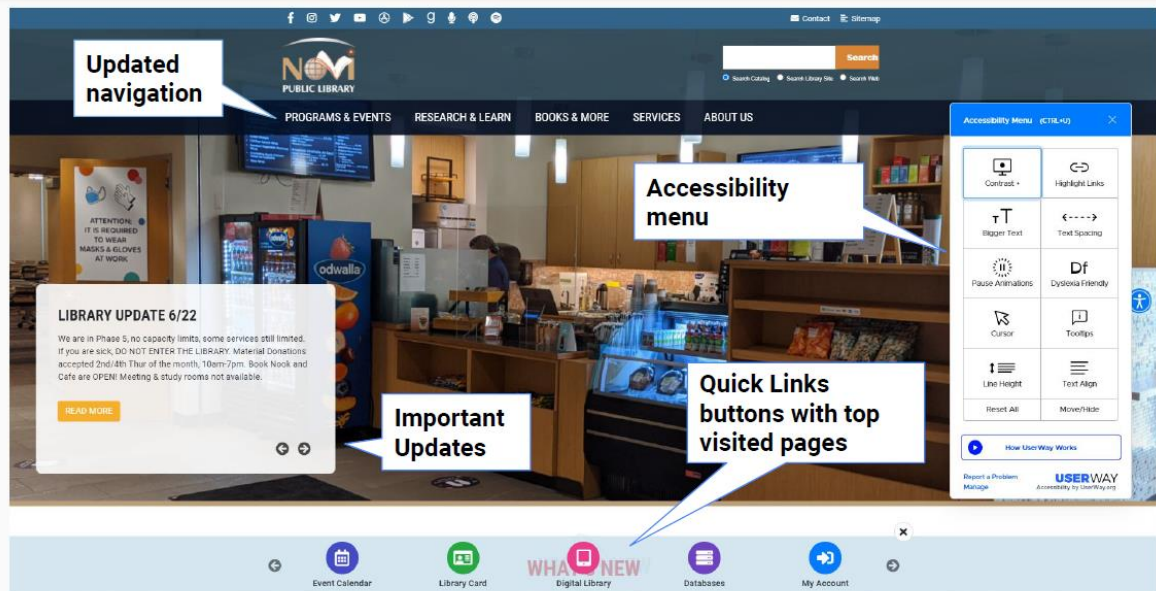 Contact Sitemap
Updated
navigation
NOVI
PUBLIC LIBRARY
Search
Search Catalog Search Library Site Search Web
PROGRAMS & EVENTS RESEARCH & LEARN BOOKS & MORE SERVICES ABOUT US
Accessibility Menu (CTRL+U)
Contrast +
Highlight Links
Bigger Text
Text Spacing
Pause Animations
Df
Dyslexia Friendly
Cursor
Tooltips
Line Height
Text Align
Reset All
Move/Hide
How UserWay Works
Report a Problem
Manage
USERWAY
Accessibility by UserWay.org
Accessibility
menu
ATTENTION:
IT IS REQUIRED
TO WEAR
MASKS & GLOVES
AT WORK
odwalla
LIBRARY UPDATE 6/22
We are in Phase 5, no capacity limits, some services still limited.
If you are sick, DO NOT ENTER THE LIBRARY. Material Donations
accepted 2nd/4th Thur of the month, 10am-7pm. Book Nook and
Cafe are OPEN! Meeting & study rooms not available.
READ MORE
Important
Updates
Quick Links
buttons with top
visited pages
WHAT'S NEW
Event Calendar
Library Card
Digital Library
Databases
My Account